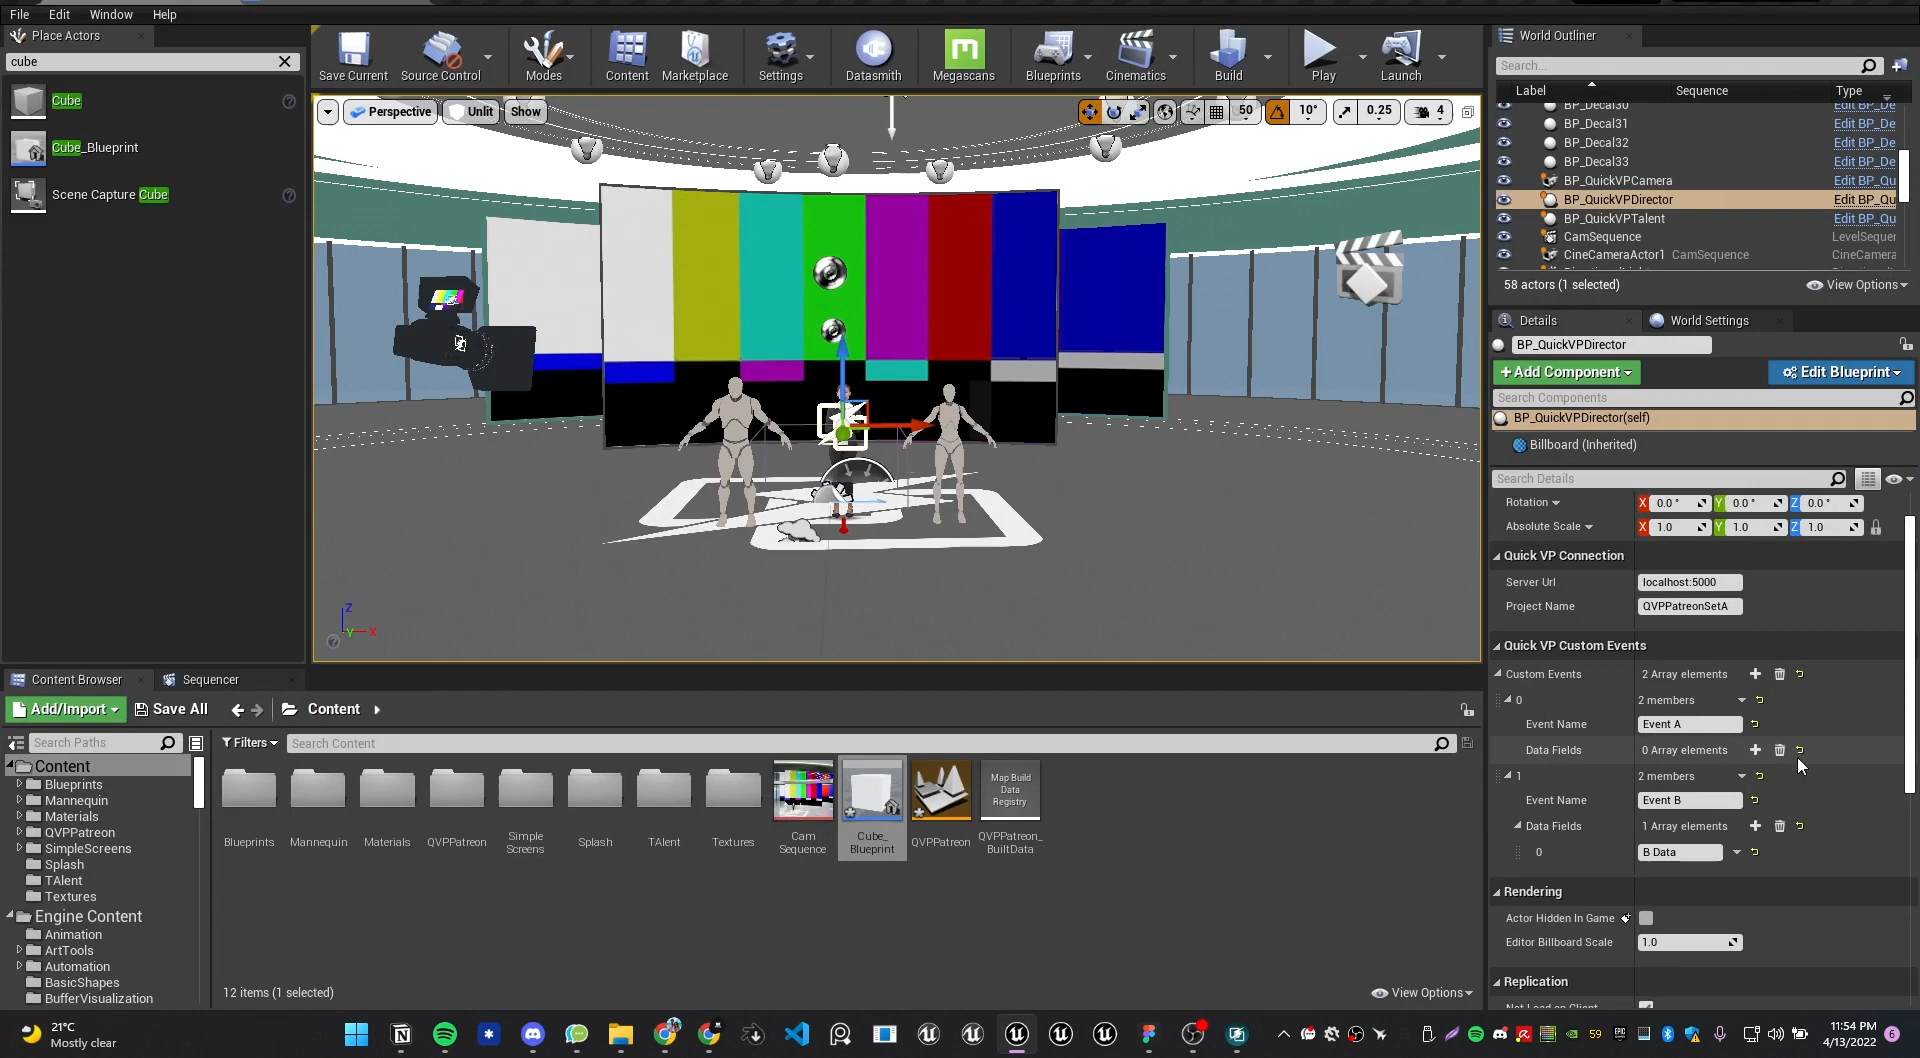 File Edit Window Help
Place Actors
cube
Cube
Cube_Blueprint
Scene Capture Cube
Save Current
Source Control
Modes
Content
Marketplace
Settings
Datasmith
Megascans
Blueprints
Cinematics
Build
Play
Launch
Perspective
Unlit
Show
50
10°
0.25
4
Z
Y
X
World Outliner
Search...
Label Sequence Type
BP_Decal30 Edit BP_De
BP_Decal31 Edit BP_De
BP_Decal32 Edit BP_De
BP_Decal33 Edit BP_De
BP_QuickVPCamera Edit BP_Qu
BP_QuickVPDirector Edit BP_Qu
BP_QuickVPTalent Edit BP_Qu
CamSequence LevelSequer
CineCameraActor1 CamSequence CineCamera
58 actors (1 selected) View Options
Details
World Settings
BP_QuickVPDirector
+Add Component
Edit Blueprint
Search Components
BP_QuickVPDirector(self)
Billboard (Inherited)
Search Details
Rotation X 0.0° Y 0.0° Z 0.0°
Absolute Scale X 1.0 Y 1.0 Z 1.0
Quick VP Connection
Server Url localhost:5000
Project Name QVPPatreonSetA
Quick VP Custom Events
Custom Events 2 Array elements
0 2 members
Event Name Event A
Data Fields 0 Array elements
1 2 members
Event Name Event B
Data Fields 1 Array elements
0 B Data
Rendering
Actor Hidden In Game
Editor Billboard Scale 1.0
Replication
Content Browser
Sequencer
Add/Import
Save All
Content
Search Paths
Content
Blueprints
Mannequin
Materials
QVPPatreon
SimpleScreens
Splash
TAlent
Textures
Engine Content
Animation
ArtTools
Automation
BasicShapes
BufferVisualization
Filters
Search Content
Blueprints
Mannequin
Materials
QVPPatreon
Simple
Screens
Splash
TAlent
Textures
Cam
Sequence
Cube_
Blueprint
QVPPatreon
Map Build
Data
Registry
QVPPatreon_
BuiltData
12 items (1 selected)
View Options
21°C
Mostly clear
59
11:54 PM
4/13/2022
6